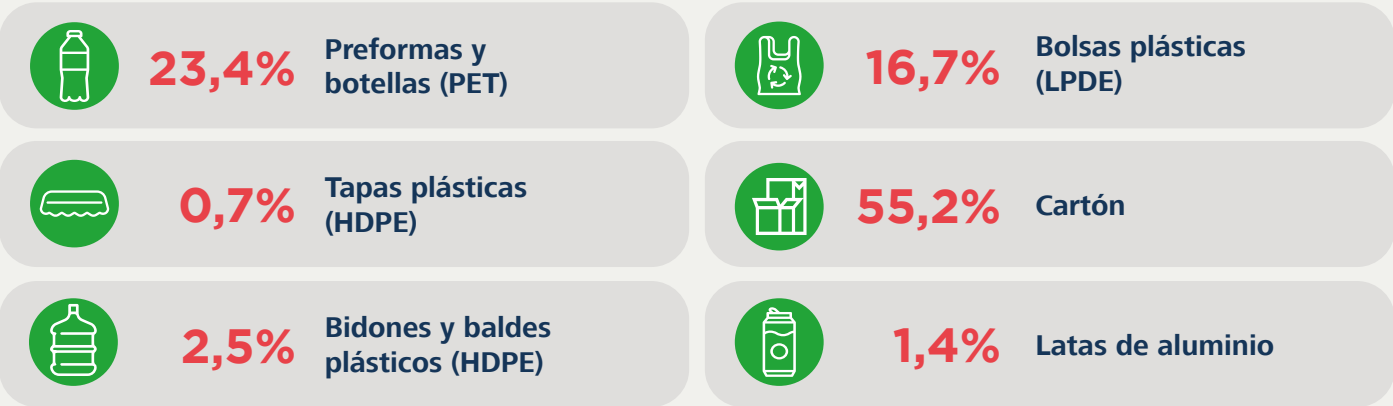 23,4%
Preformas y
botellas (PET)
16,7%
Bolsas plásticas
(LPDE)
0,7%
Tapas plásticas
(HDPE)
55,2%
Cartón
2,5%
Bidones y baldes
plásticos (HDPE)
1,4%
Latas de aluminio